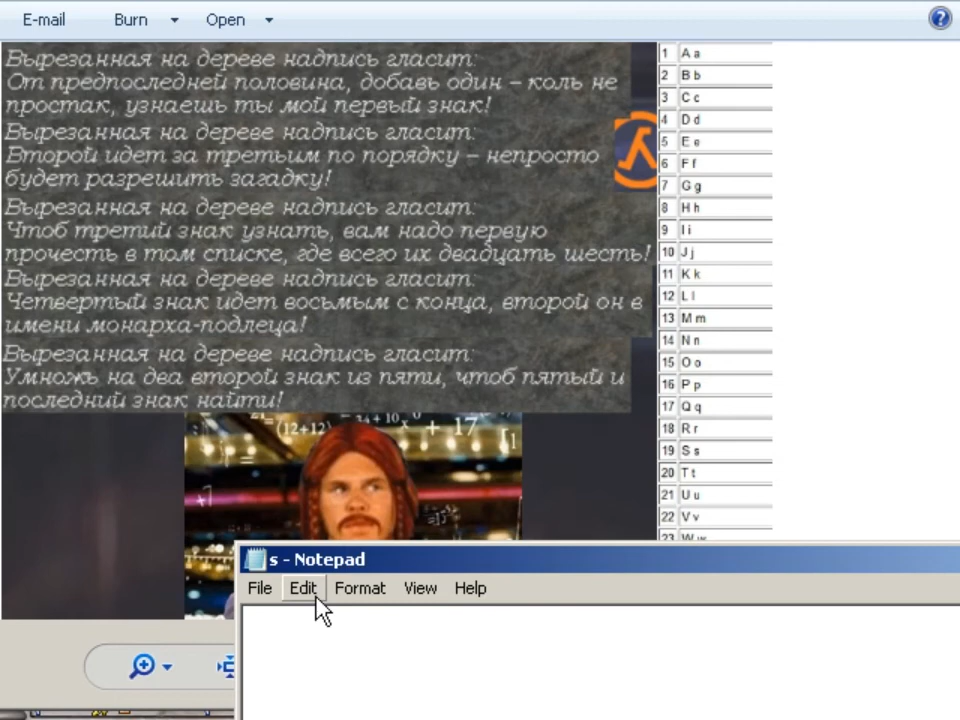 E-mail Burn Open
Вырезанная на дереве надпись гласит:
От предпоследней половина, добавь один – коль не
простак, узнаешь ты мой первый знак!
Вырезанная на дереве надпись гласит:
Второй идет за третьим по порядку – непросто
будет разрешить загадку!
Вырезанная на дереве надпись гласит:
Чтоб третий знак узнать, вам надо первую
прочесть в том списке, где всего их двадцать шесть!
Вырезанная на дереве надпись гласит:
Четвертый знак идет восьмым с конца, второй он в
имени монарха-подлеца!
Вырезанная на дереве надпись гласит:
Умножь на два второй знак из пяти, чтоб пятый и
последний знак найти!
1 A a
2 B b
3 C c
4 D d
5 E e
6 F f
7 G g
8 H h
9 I i
10 J j
11 K k
12 L l
13 M m
14 N n
15 O o
16 P p
17 Q q
18 R r
19 S s
20 T t
21 U u
22 V v
23 W w
(12+12) + 17
+7
s - Notepad
File Edit Format View Help